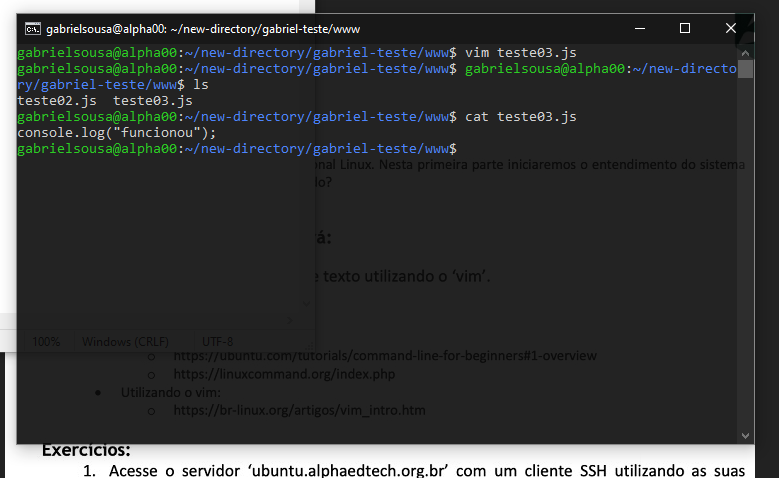 gabrielsousa@alpha00: ~/new-directory/gabriel-teste/www
gabrielsousa@alpha00:~/new-directory/gabriel-teste/www$ vim teste03.js
gabrielsousa@alpha00:~/new-directory/gabriel-teste/www$ gabrielsousa@alpha00:~/new-directo
ry/gabriel-teste/www$ ls
teste02.js  teste03.js
gabrielsousa@alpha00:~/new-directory/gabriel-teste/www$ cat teste03.js
console.log("funcionou");
gabrielsousa@alpha00:~/new-directory/gabriel-teste/www$
onal Linux. Nesta primeira parte iniciaremos o entendimento do sistema
do?
á:
e texto utilizando o ‘vim’.
100% Windows (CRLF) UTF-8
○ https://ubuntu.com/tutorials/command-line-for-beginners#1-overview
○ https://linuxcommand.org/index.php
● Utilizando o vim:
○ https://br-linux.org/artigos/vim_intro.htm
Exercícios:
1. Acesse o servidor ‘ubuntu.alphaedtech.org.br’ com um cliente SSH utilizando as suas